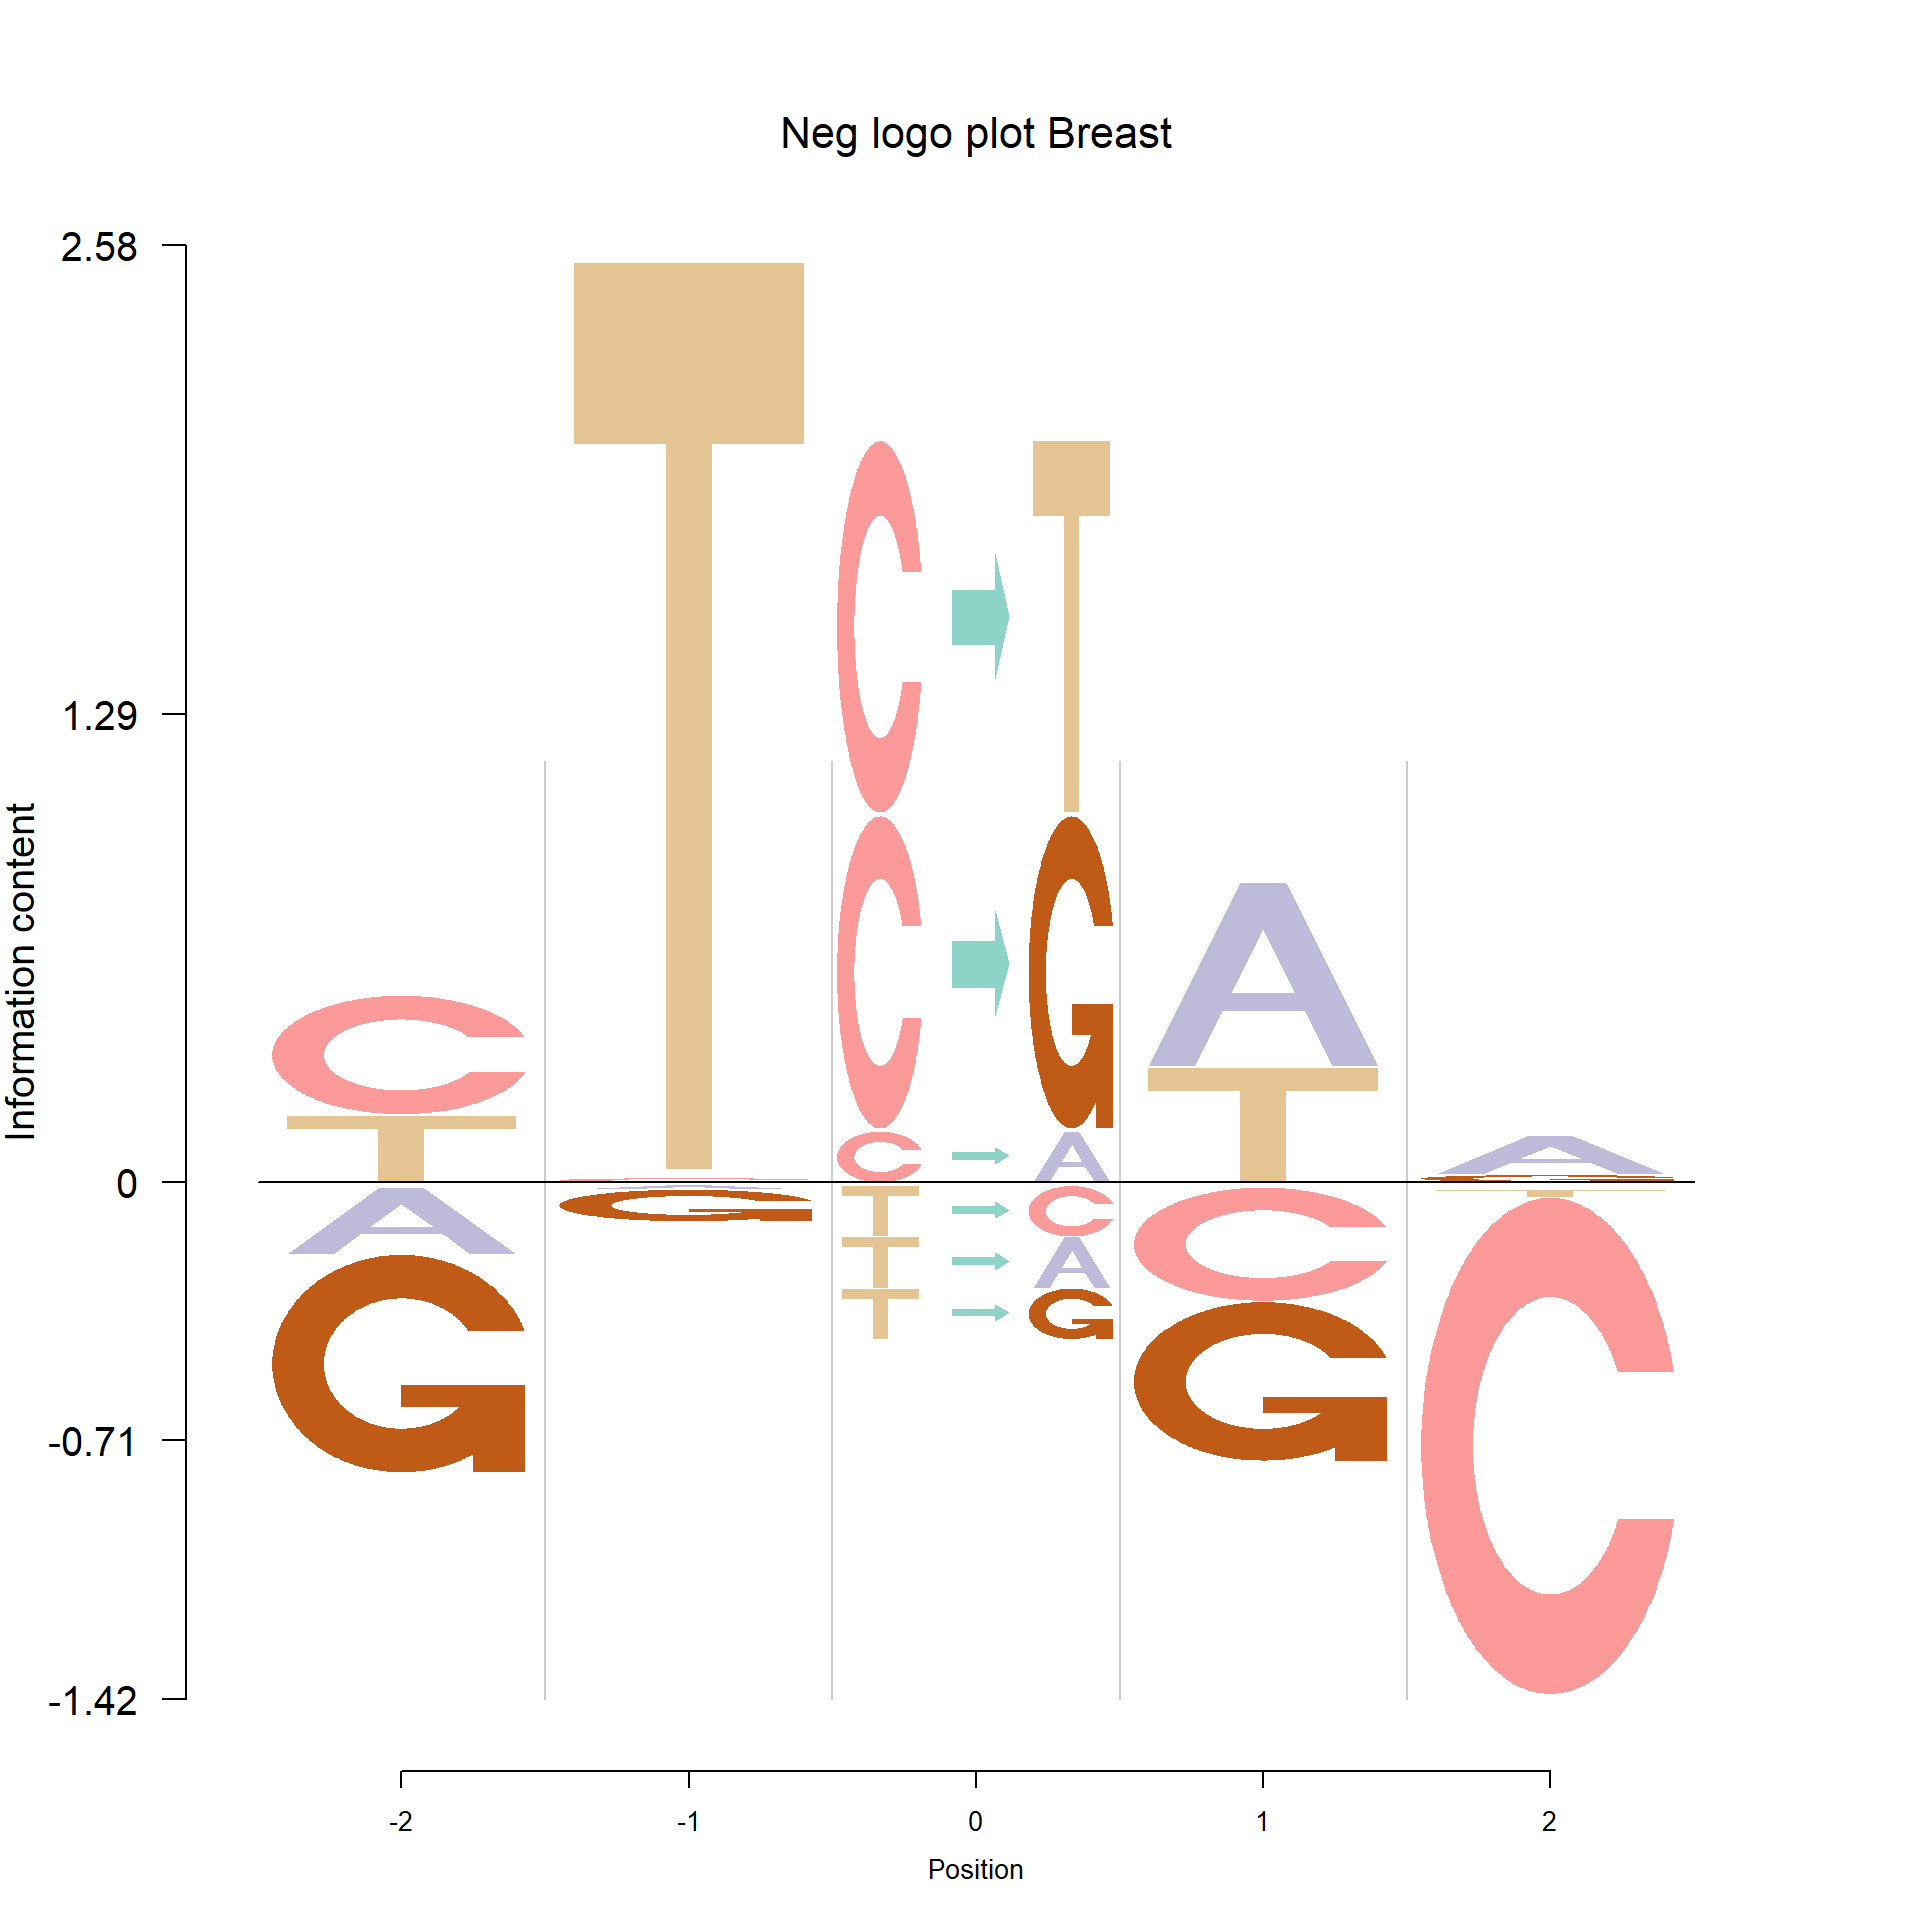 Neg logo plot Breast
2.58
1.29
0
-0.71
-1.42
Information content
C
T
A
G
T
C
A
G
C T
C G
C A
T C
T A
T G
A
T
C
G
A
G
T
C
-2 -1 0 1 2
Position